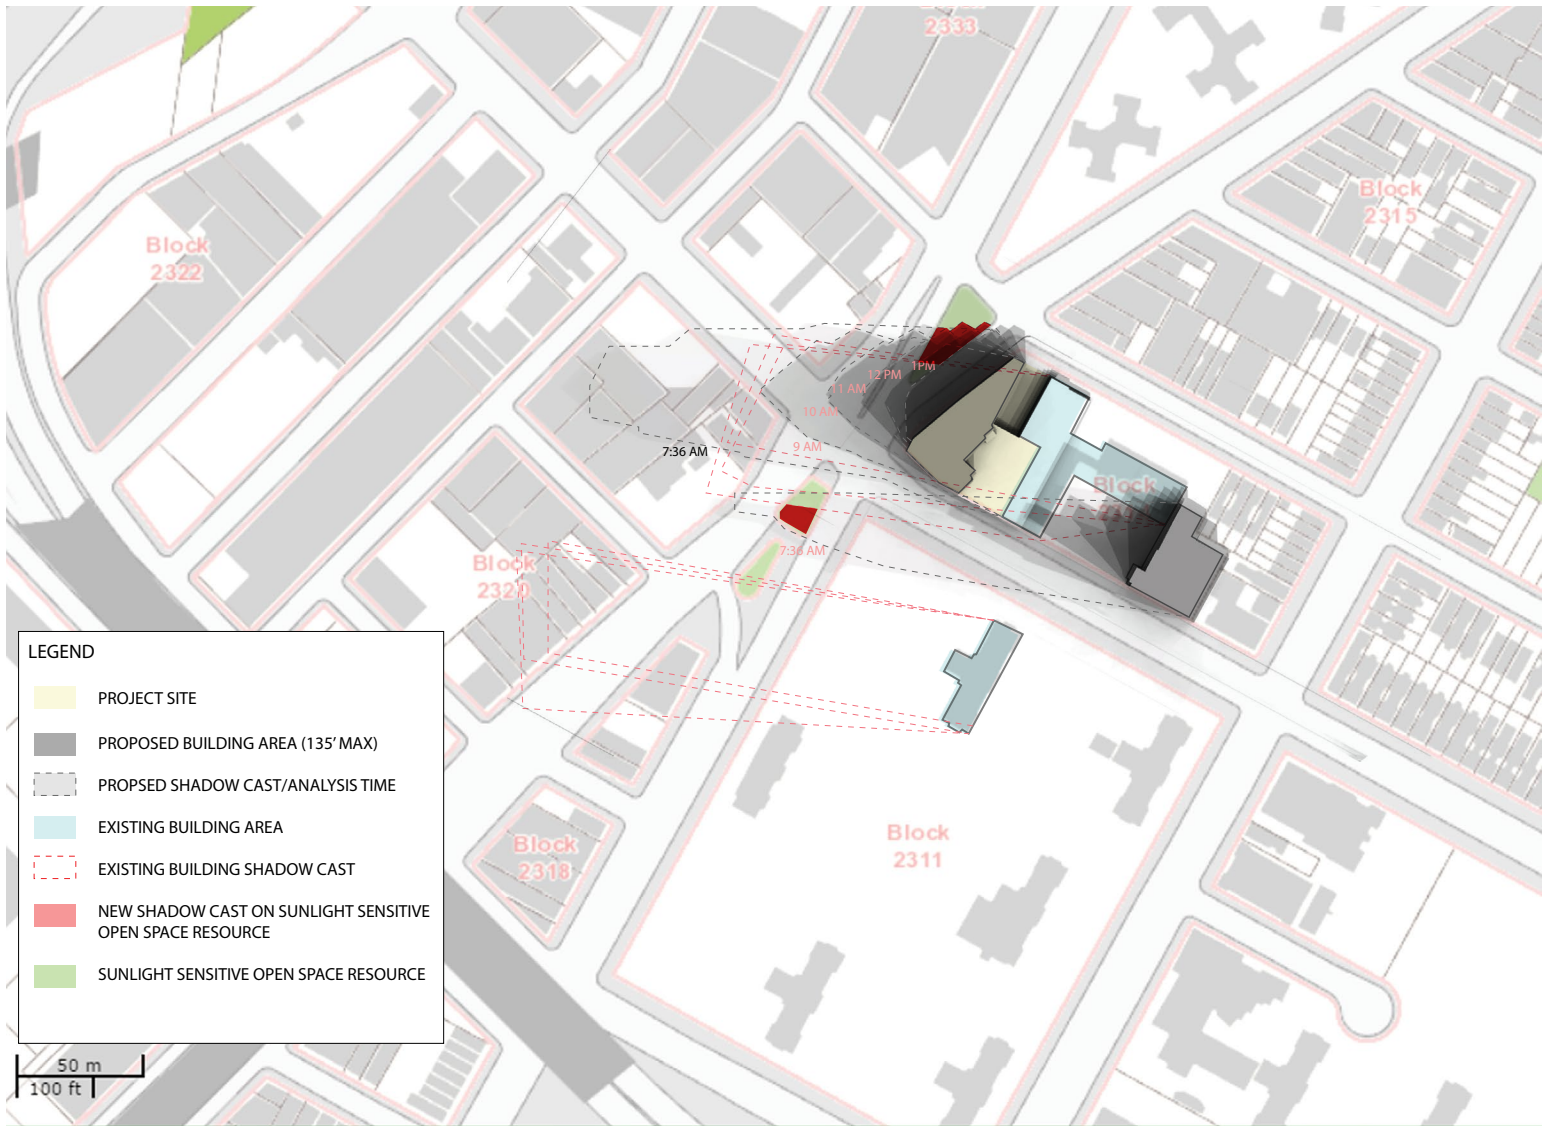 2333
Block
2315
Block
2322
1PM
12 PM
11 AM
10 AM
9 AM
7:36 AM
Block
7:36 AM
Block
2320
LEGEND
PROJECT SITE
PROPOSED BUILDING AREA (135' MAX)
PROPSED SHADOW CAST/ANALYSIS TIME
EXISTING BUILDING AREA
EXISTING BUILDING SHADOW CAST
NEW SHADOW CAST ON SUNLIGHT SENSITIVE
OPEN SPACE RESOURCE
SUNLIGHT SENSITIVE OPEN SPACE RESOURCE
Block
2311
Block
2318
50 m
100 ft